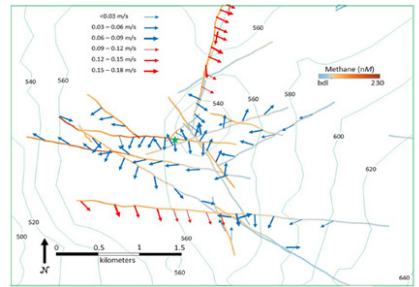 <0.03 m/s
0.03 – 0.06 m/s
0.06 – 0.09 m/s
0.09 – 0.12 m/s
0.12 – 0.15 m/s
0.15 – 0.18 m/s
560
Methane (nM)
bdl 230
540 560
540 560 580
600
620
520
500
N
0 0.5 1.0 1.5
kilometers
560
560
640